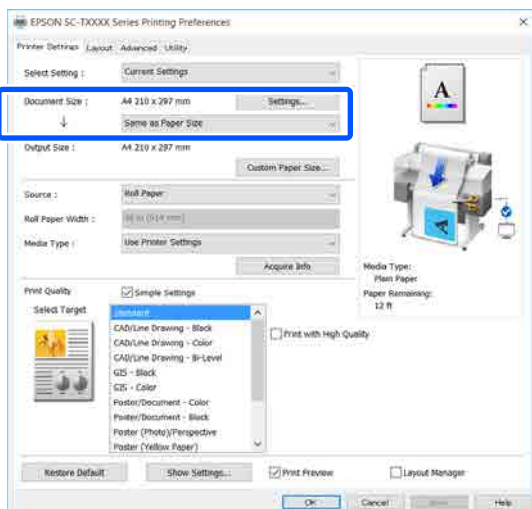 EPSON SC-TXXXX Series Printing Preferences
Printer Settings Layout Advanced Utility
Select Setting : Current Settings
Document Size : A4 210 x 297 mm Settings...
↓ Same as Paper Size
Output Size : A4 210 x 297 mm
Custom Paper Size...
Source : Roll Paper
Roll Paper Width :
Media Type : Use Printer Settings
Acquire Info
A
Media Type:
Plain Paper
Paper Remaining:
12 ft
Print Quality Simple Settings
Select Target
Standard
CAD/Line Drawing - Black
CAD/Line Drawing - Color
CAD/Line Drawing - Bi-Level
GIS - Black
GIS - Color
Poster/Document - Color
Poster/Document - Black
Poster (Photo)/Perspective
Poster (Yellow Paper)
Print with High Quality
Restore Default Show Settings... Print Preview Layout Manager
OK Cancel Help